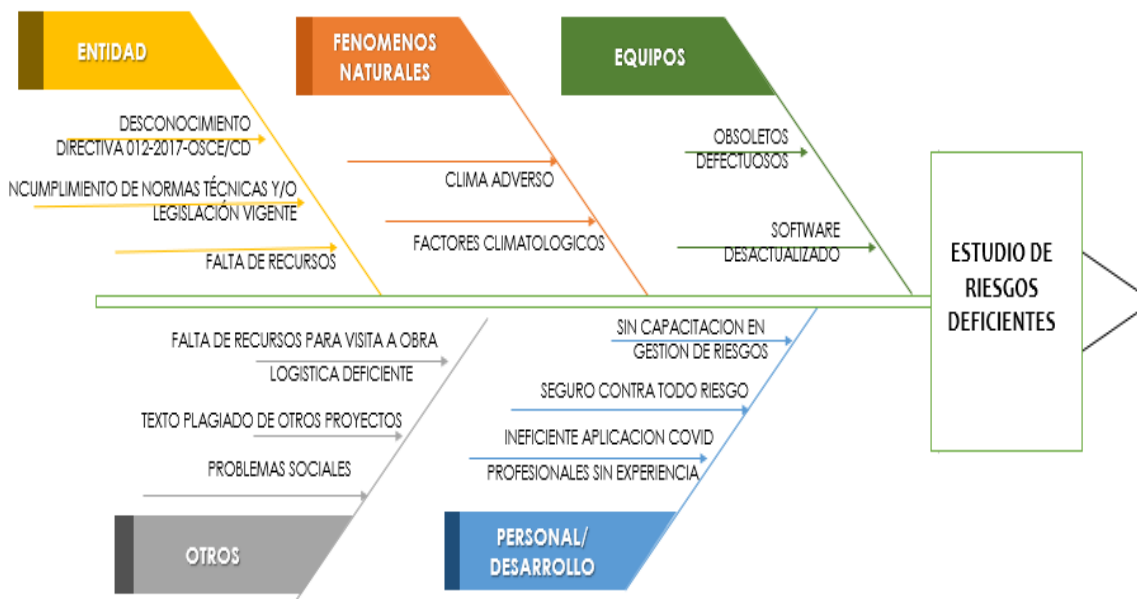 ENTIDAD
DESCONOCIMIENTO
DIRECTIVA 012-2017-OSCE/CD
NCUMPLIMIENTO DE NORMAS TÉCNICAS Y/O
LEGISLACIÓN VIGENTE
FALTA DE RECURSOS
FENOMENOS
NATURALES
CLIMA ADVERSO
FACTORES CLIMATOLOGICOS
EQUIPOS
OBSOLETOS
DEFECTUOSOS
SOFTWARE
DESACTUALIZADO
ESTUDIO DE
RIESGOS
DEFICIENTES
FALTA DE RECURSOS PARA VISITA A OBRA
LOGISTICA DEFICIENTE
TEXTO PLAGIADO DE OTROS PROYECTOS
PROBLEMAS SOCIALES
OTROS
SIN CAPACITACION EN
GESTION DE RIESGOS
SEGURO CONTRA TODO RIESGO
INEFICIENTE APLICACION COVID
PROFESIONALES SIN EXPERIENCIA
PERSONAL/
DESARROLLO